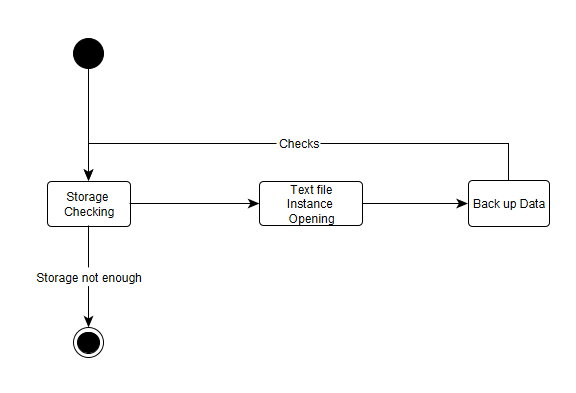 Checks
Storage
Checking
Text file
Instance
Opening
Back up Data
Storage not enough